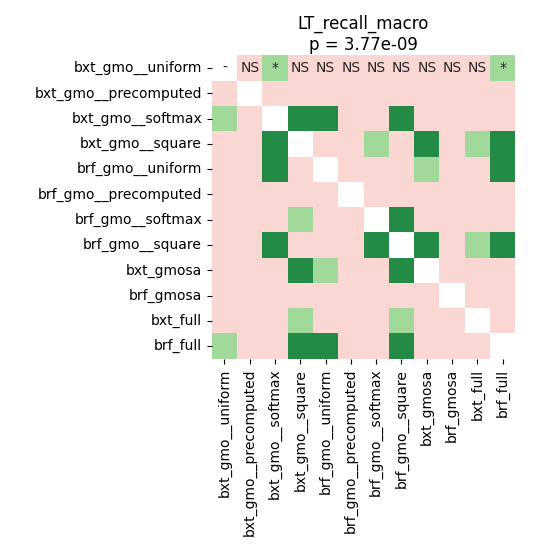 LT_recall_macro
p = 3.77e-09
bxt_gmo__uniform - NS * NS NS NS NS NS NS NS NS *
bxt_gmo__precomputed
bxt_gmo__softmax
bxt_gmo__square
brf_gmo__uniform
brf_gmo__precomputed
brf_gmo__softmax
brf_gmo__square
bxt_gmosa
brf_gmosa
bxt_full
brf_full
bxt_gmo__uniform
bxt_gmo__precomputed
bxt_gmo__softmax
bxt_gmo__square
brf_gmo__uniform
brf_gmo__precomputed
brf_gmo__softmax
brf_gmo__square
bxt_gmosa
brf_gmosa
bxt_full
brf_full